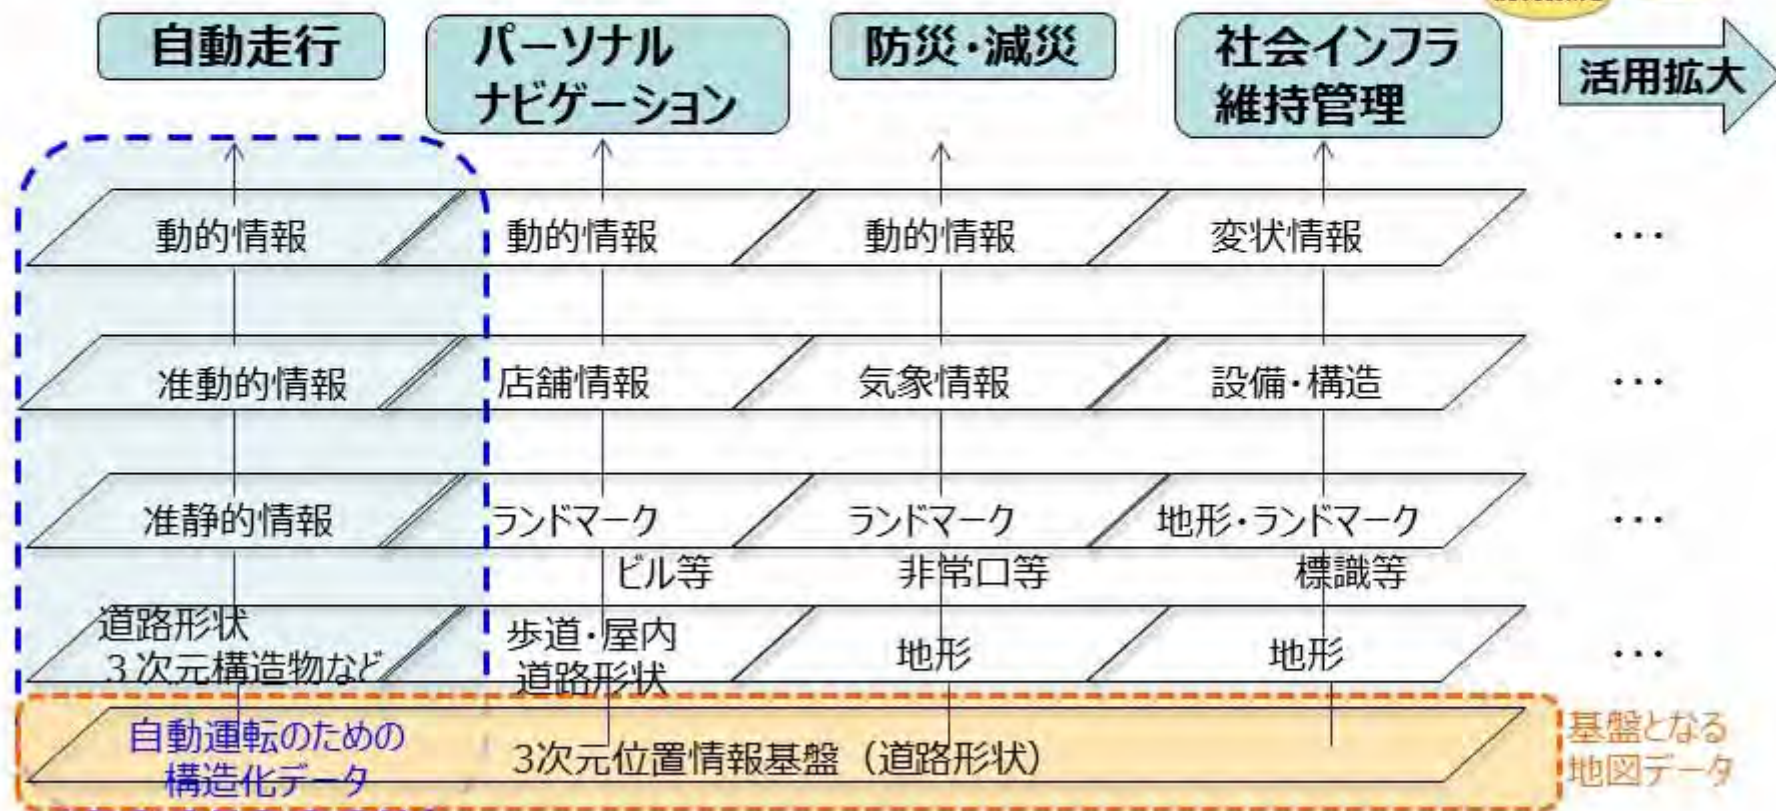 自動走行
パーソナル
ナビゲーション
防災・減災
社会インフラ
維持管理
活用拡大
動的情報
動的情報
動的情報
変状情報
・・・
准動的情報
店舗情報
気象情報
設備・構造
・・・
准静的情報
ランドマーク
ランドマーク
地形・ランドマーク
・・・
ビル等
非常口等
標識等
道路形状
3次元構造物など
歩道・屋内
道路形状
地形
地形
・・・
自動運転のための
構造化データ
3次元位置情報基盤（道路形状）
基盤となる
地図データ